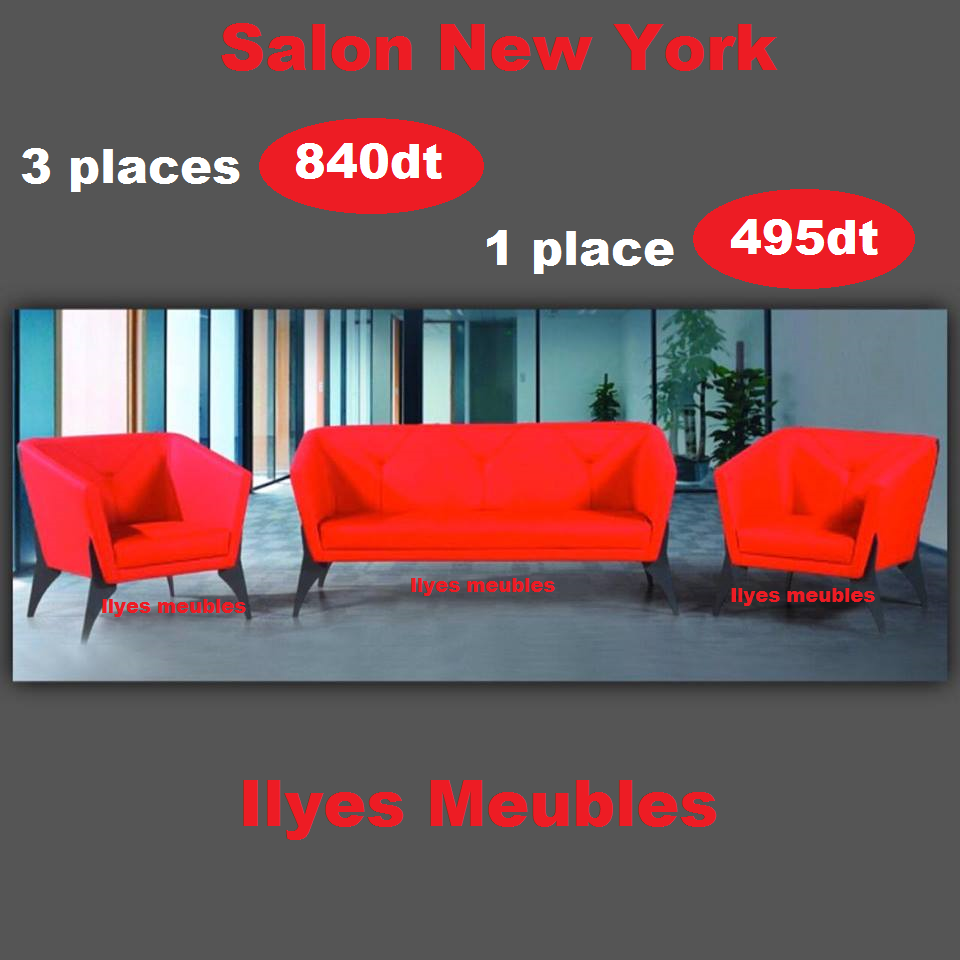 Salon New York
3 places 840dt
1 place 495dt
Ilyes meubles
Ilyes meubles
Ilyes meubles
Ilyes Meubles